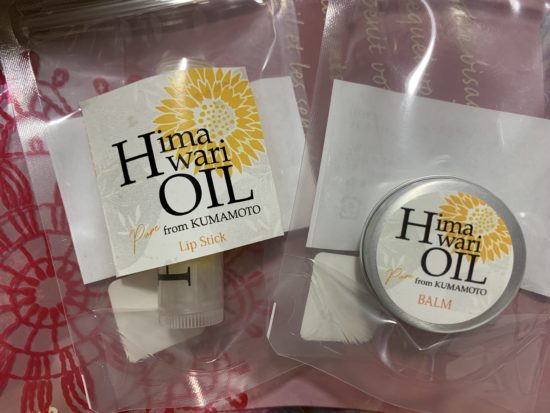 Hima
wari
OIL
Pure from KUMAMOTO
Lip Stick
H
Hima
wari
OIL
Pure from KUMAMOTO
BALM